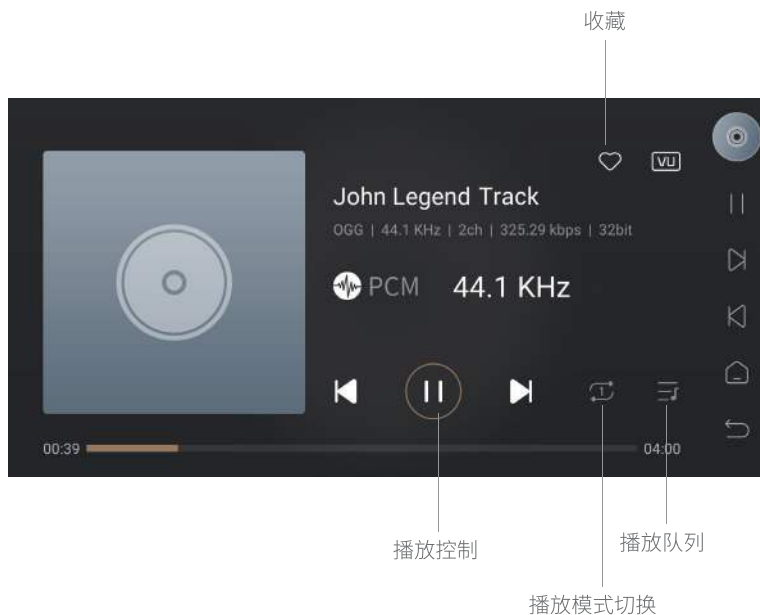 收藏
VU
John Legend Track
OGG | 44.1 KHz | 2ch | 325.29 kbps | 32bit
PCM 44.1 KHz
1
00:39 04:00
播放控制
播放队列
播放模式切换